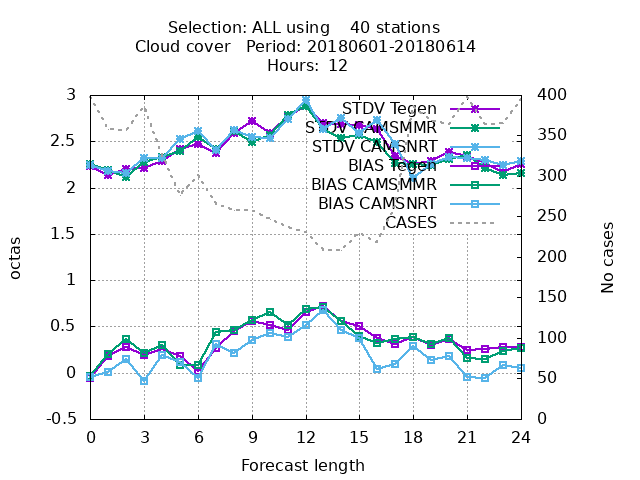 Selection: ALL using    40 stations
Cloud cover   Period: 20180601-20180614
Hours:  12
STDV Tegen
STDV CAMSMMR
STDV CAMSNRT
BIAS Tegen
BIAS CAMSMMR
BIAS CAMSNRT
CASES
3
2.5
2
1.5
1
0.5
0
-0.5
octas
400
350
300
250
200
150
100
50
0
No cases
0 3 6 9 12 15 18 21 24
Forecast length